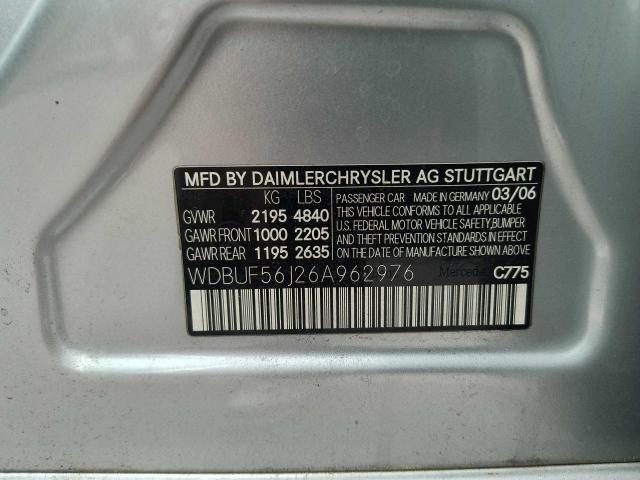 MFD BY DAIMLERCHRYSLER AG STUTTGART
KG LBS
GVWR 2195 4840
GAWR FRONT 1000 2205
GAWR REAR 1195 2635
PASSENGER CAR MADE IN GERMANY 03/06
THIS VEHICLE CONFORMS TO ALL APPLICABLE
U.S. FEDERAL MOTOR VEHICLE SAFETY,BUMPER
AND THEFT PREVENTION STANDARDS IN
EFFECT ON THE DATE OF MANUFACTURE SHOWN ABOVE
WDBUF56J26A962976
C775